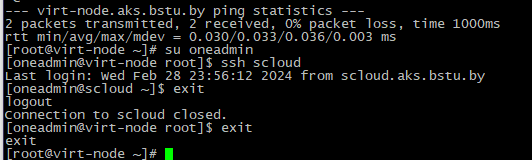 --- virt-node.aks.bstu.by ping statistics ---
2 packets transmitted, 2 received, 0% packet loss, time 1000ms
rtt min/avg/max/mdev = 0.030/0.033/0.036/0.003 ms
[root@virt-node ~]# su oneadmin
[oneadmin@virt-node root]$ ssh scloud
Last login: Wed Feb 28 23:56:12 2024 from scloud.aks.bstu.by
[oneadmin@scloud ~]$ exit
logout
Connection to scloud closed.
[oneadmin@virt-node root]$ exit
exit
[root@virt-node ~]#